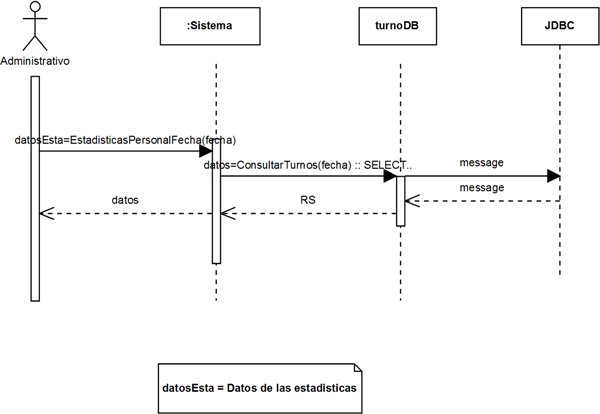 :Sistema
turnoDB
JDBC
Administrativo
datosEsta=EstadisticasPersonalFecha(fecha)
datos=ConsultarTurnos(fecha) :: SELECT..
message
message
datos
RS
datosEsta = Datos de las estadisticas